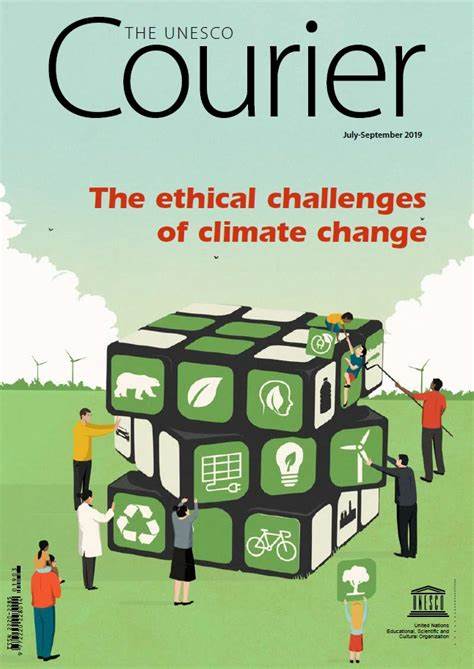 THE UNESCO
Courier
July-September 2019
The ethical challenges
of climate change
UNESCO
United Nations
Educational, Scientific and
Cultural Organization